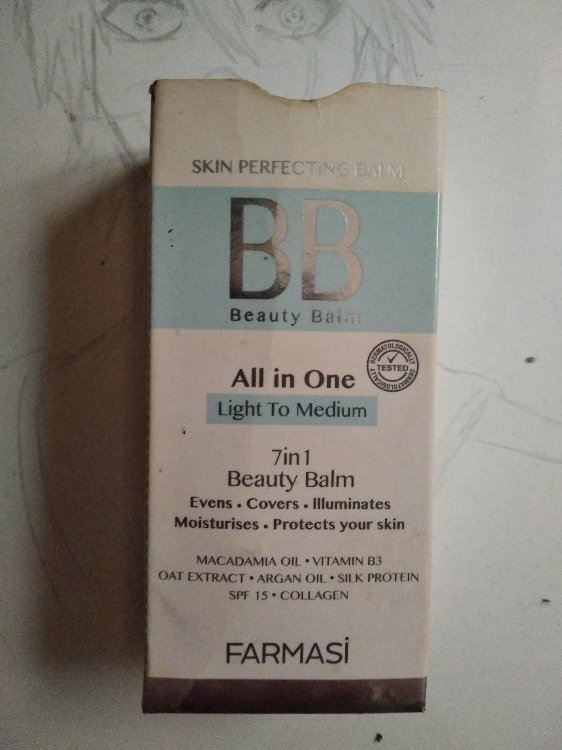 SKIN PERFECTING BALM
BB
Beauty Balm
DERMATOLOGICALLY
TESTED
DERMATOLOGICALLY
All in One
Light To Medium
7in1
Beauty Balm
Evens • Covers • Illuminates
Moisturises • Protects your skin
MACADAMIA OIL • VITAMIN B3
OAT EXTRACT • ARGAN OIL • SILK PROTEIN
SPF 15 • COLLAGEN
FARMASİ